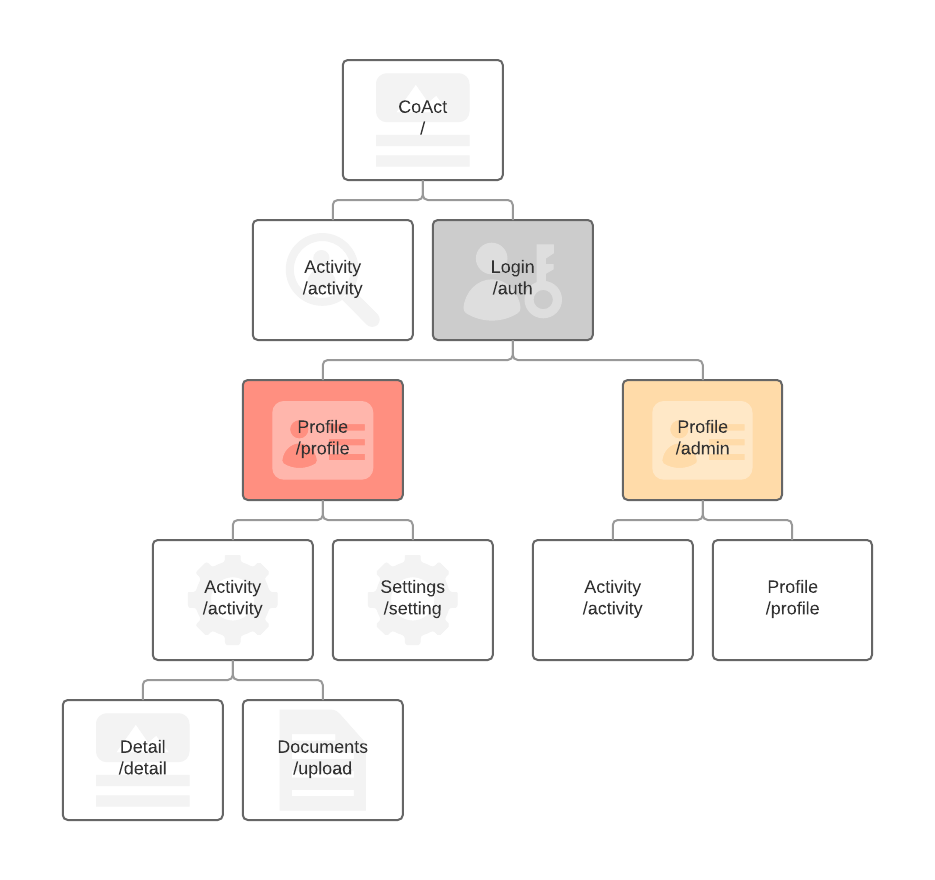 CoAct
/
Activity
/activity
Login
/auth
Profile
/profile
Profile
/admin
Activity
/activity
Settings
/setting
Activity
/activity
Profile
/profile
Detail
/detail
Documents
/upload